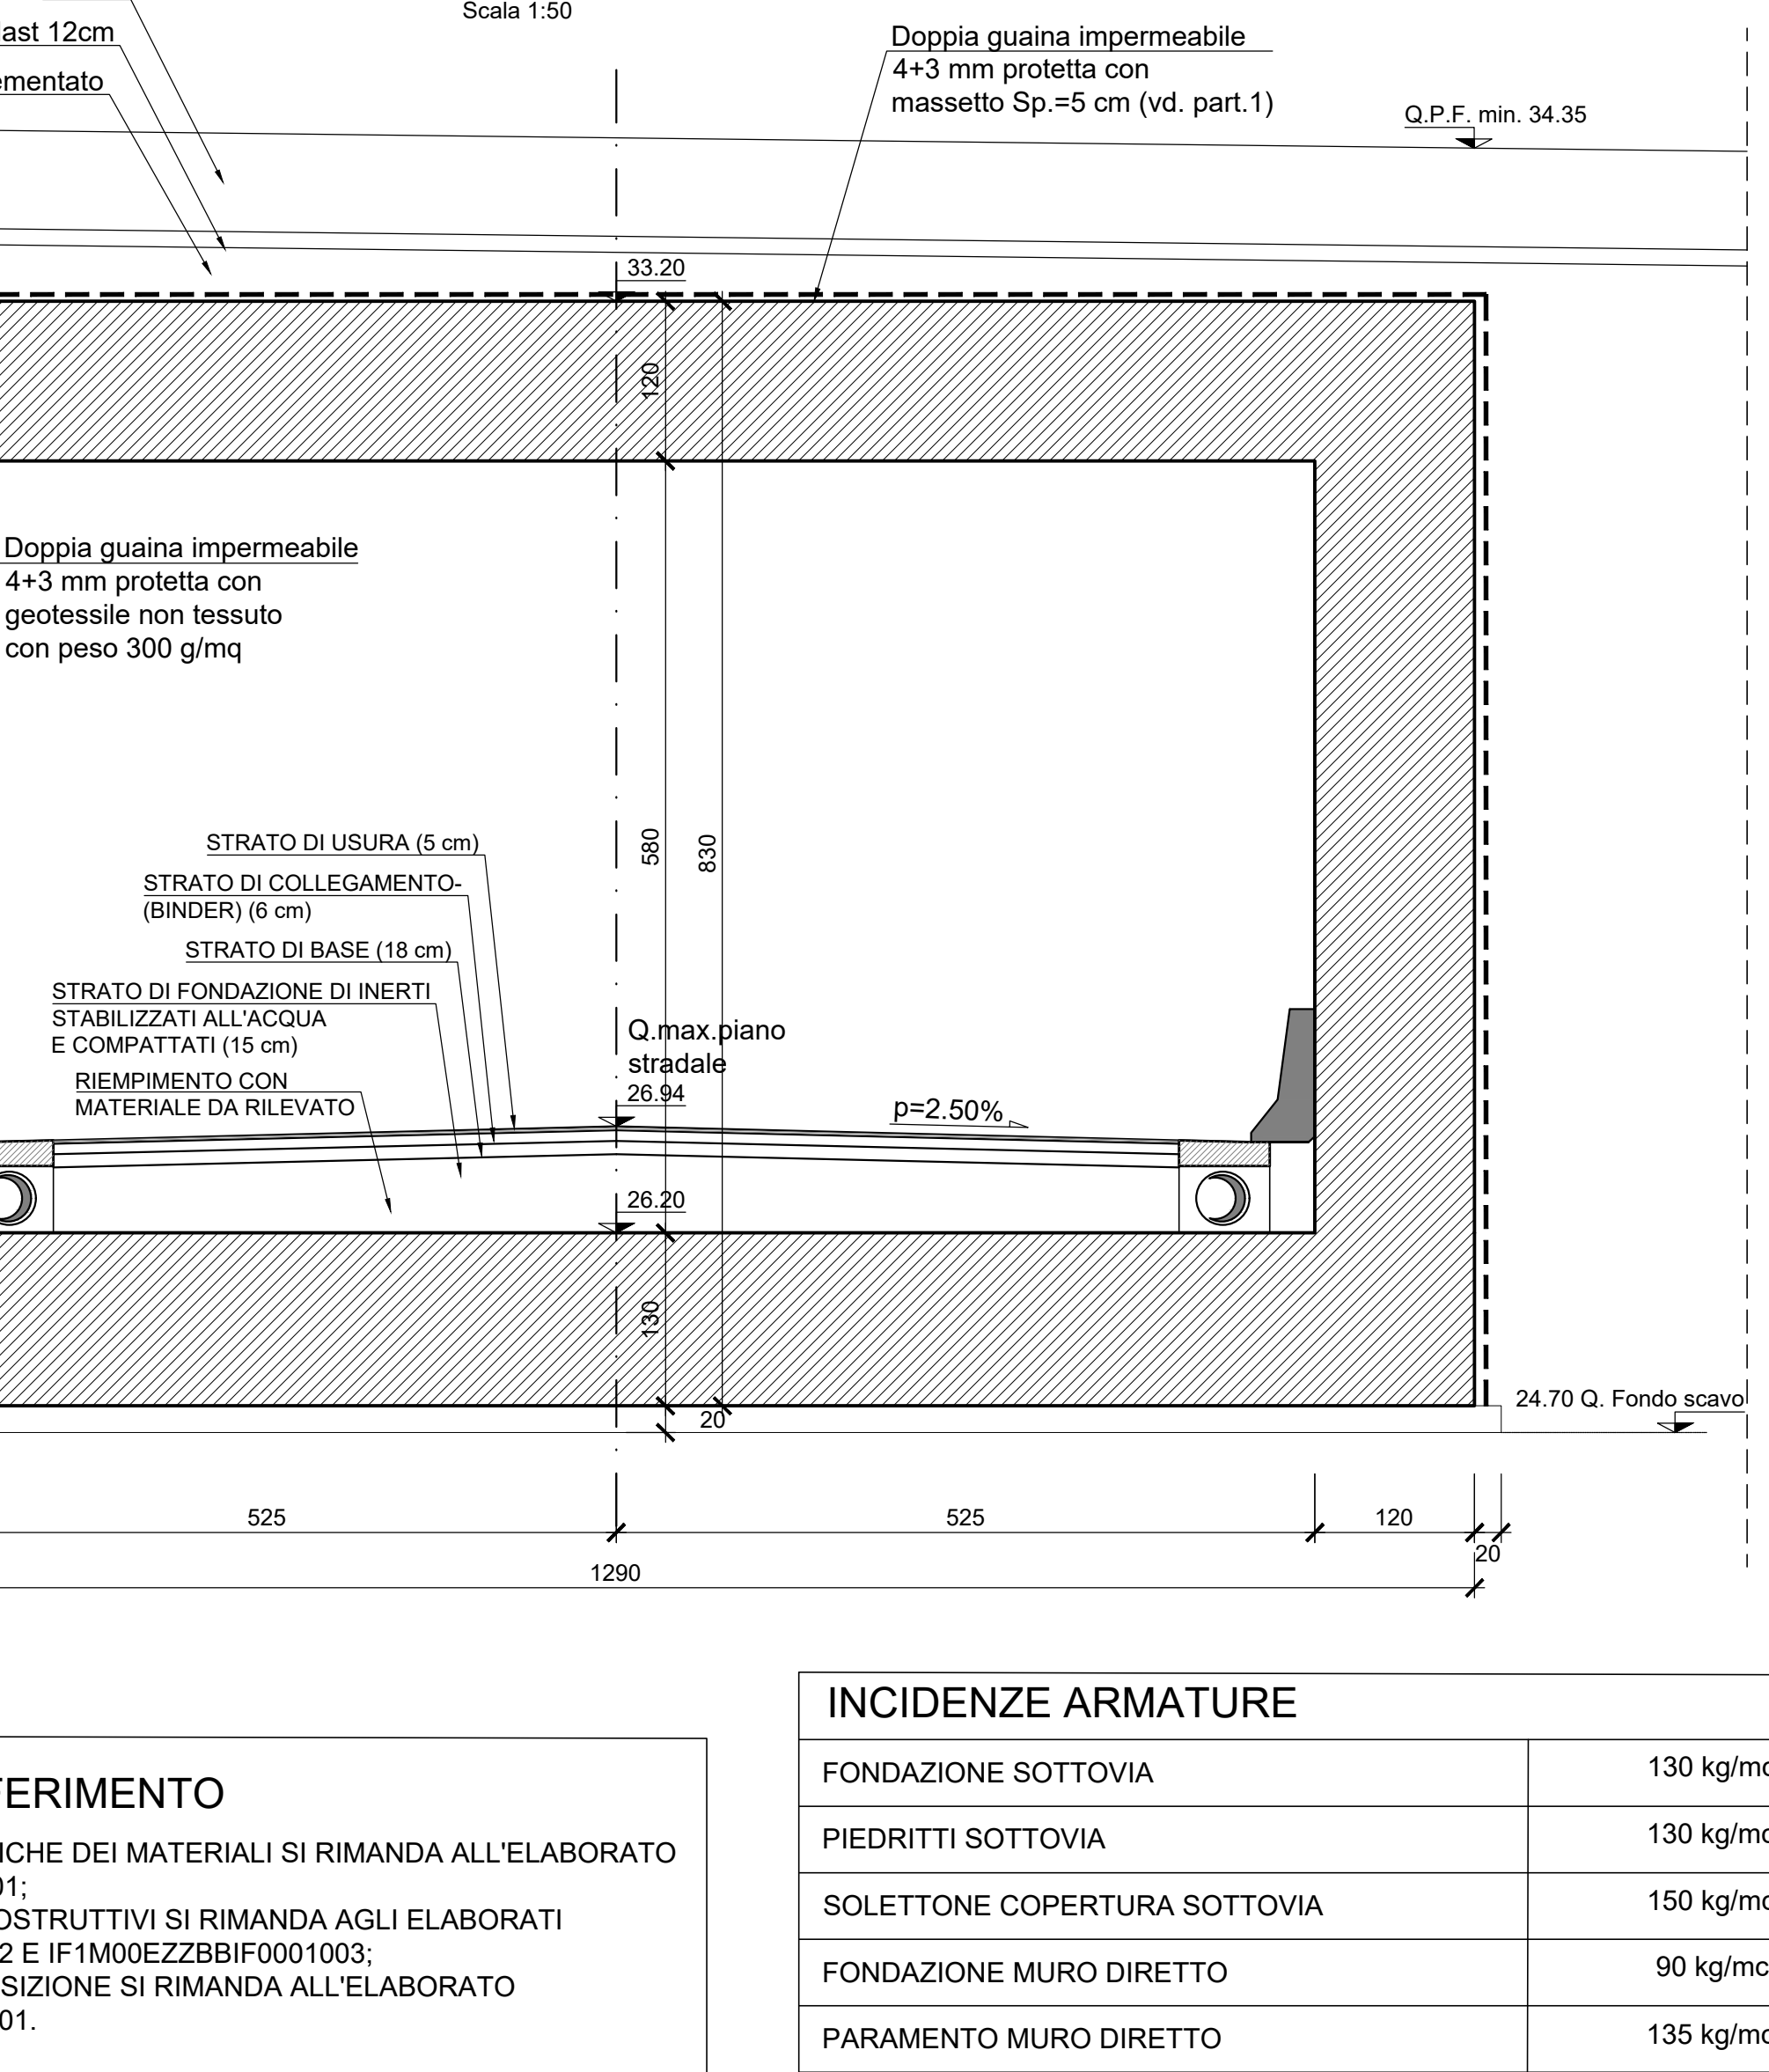 Scala 1:50
last 12cm
ementato
Doppia guaina impermeabile
4+3 mm protetta con
massetto Sp.=5 cm (vd. part.1)
Q.P.F. min. 34.35
33.20
120
Doppia guaina impermeabile
4+3 mm protetta con
geotessile non tessuto
con peso 300 g/mq
580
830
STRATO DI USURA (5 cm)
STRATO DI COLLEGAMENTO-
(BINDER) (6 cm)
STRATO DI BASE (18 cm)
STRATO DI FONDAZIONE DI INERTI
STABILIZZATI ALL'ACQUA
E COMPATTATI (15 cm)
RIEMPIMENTO CON
MATERIALE DA RILEVATO
Q.max.piano
stradale
26.94
p=2.50%
26.20
130
24.70 Q. Fondo scavo
20
525
525
120
20
1290
FERIMENTO
ICHE DEI MATERIALI SI RIMANDA ALL'ELABORATO
01;
OSTRUTTIVI SI RIMANDA AGLI ELABORATI
2 E IF1M00EZZBBIF0001003;
SIZIONE SI RIMANDA ALL'ELABORATO
01.
INCIDENZE ARMATURE
FONDAZIONE SOTTOVIA 130 kg/mc
PIEDRITTI SOTTOVIA 130 kg/mc
SOLETTONE COPERTURA SOTTOVIA 150 kg/mc
FONDAZIONE MURO DIRETTO 90 kg/mc
PARAMENTO MURO DIRETTO 135 kg/mc